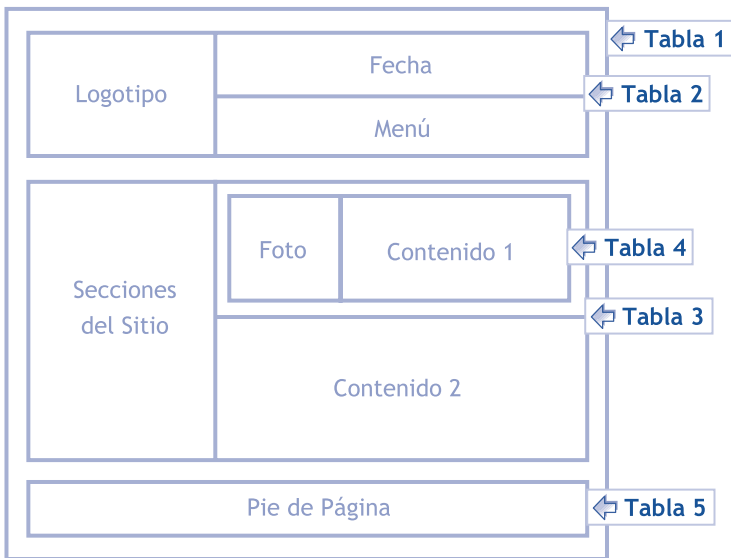 Tabla 1
Logotipo
Fecha
Tabla 2
Menú
Foto
Contenido 1
Tabla 4
Secciones
del Sitio
Tabla 3
Contenido 2
Pie de Página
Tabla 5